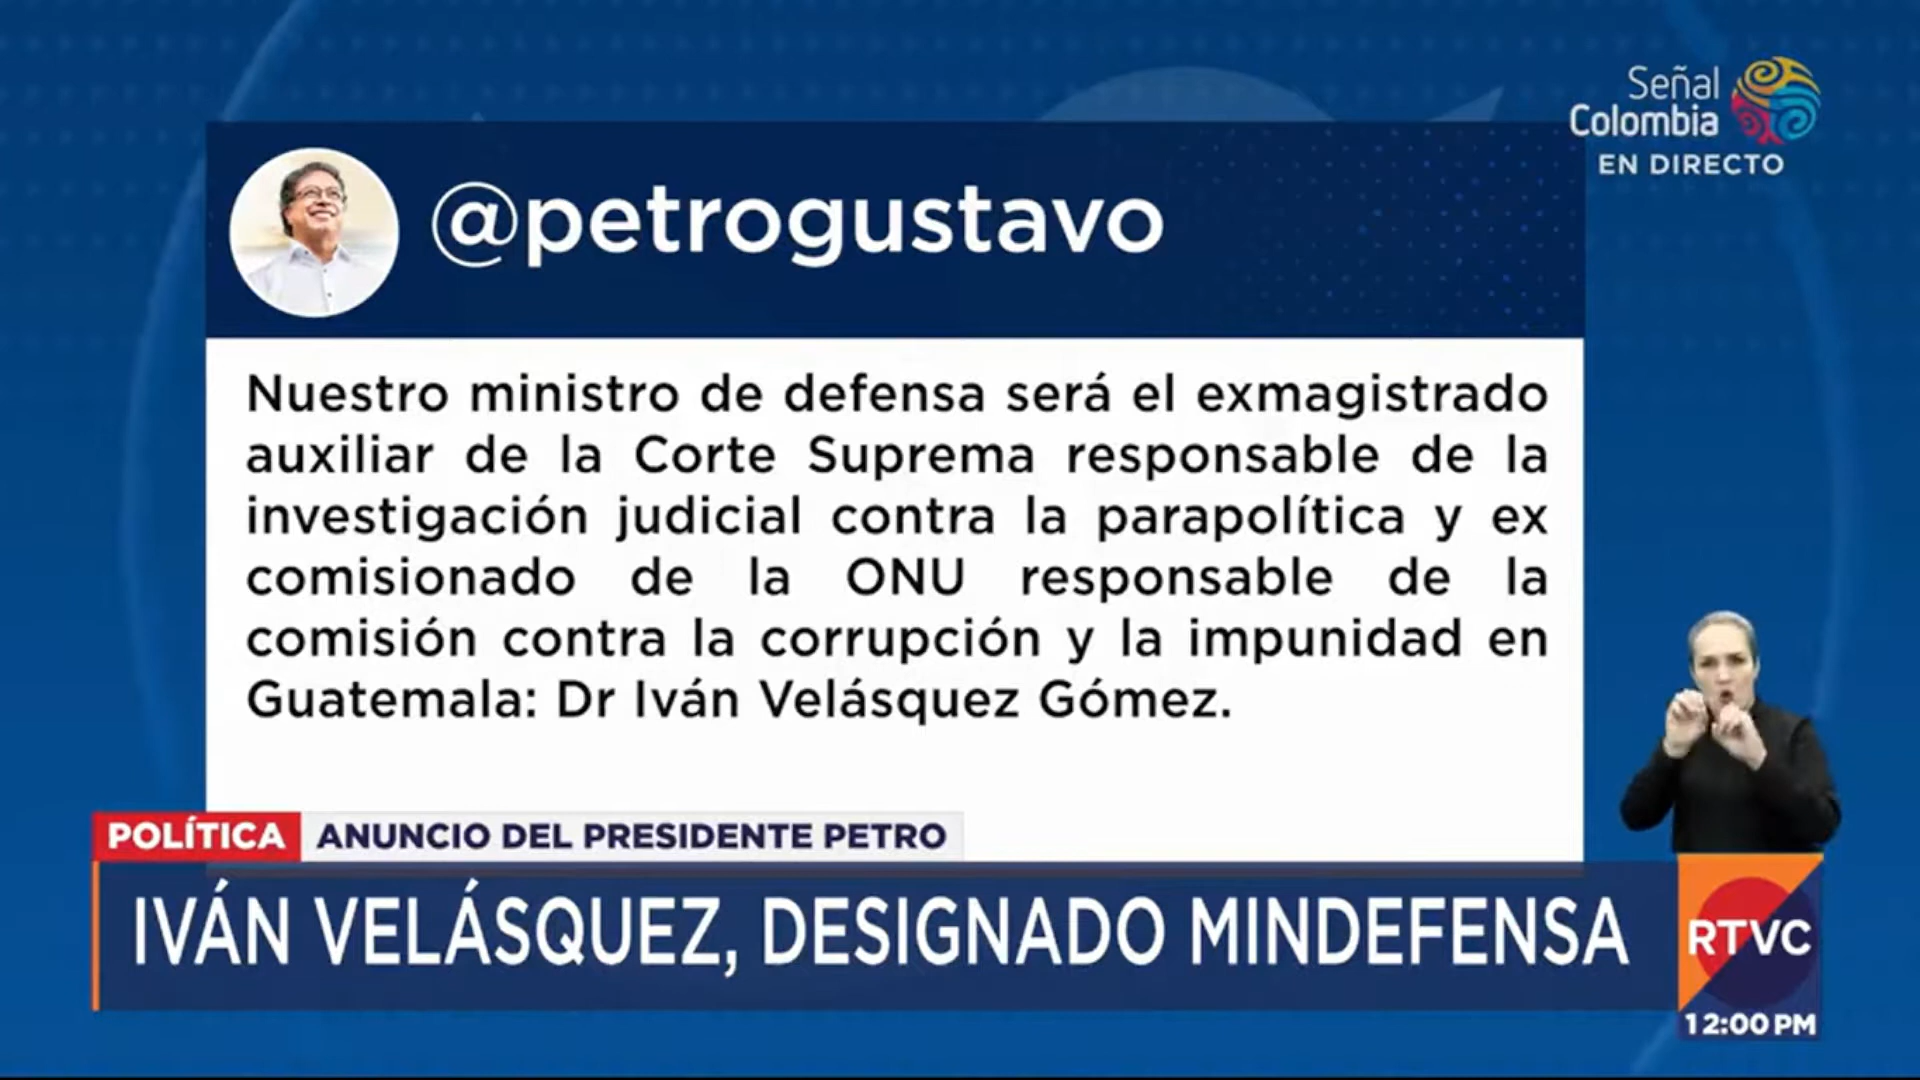 Señal
Colombia
EN DIRECTO
@petrogustavo
Nuestro ministro de defensa será el exmagistrado
auxiliar de la Corte Suprema responsable de la
investigación judicial contra la parapolítica y ex
comisionado de la ONU responsable de la
comisión contra la corrupción y la impunidad en
Guatemala: Dr Iván Velásquez Gómez.
POLÍTICA ANUNCIO DEL PRESIDENTE PETRO
IVÁN VELÁSQUEZ, DESIGNADO MINDEFENSA
RTVC
12:00 PM